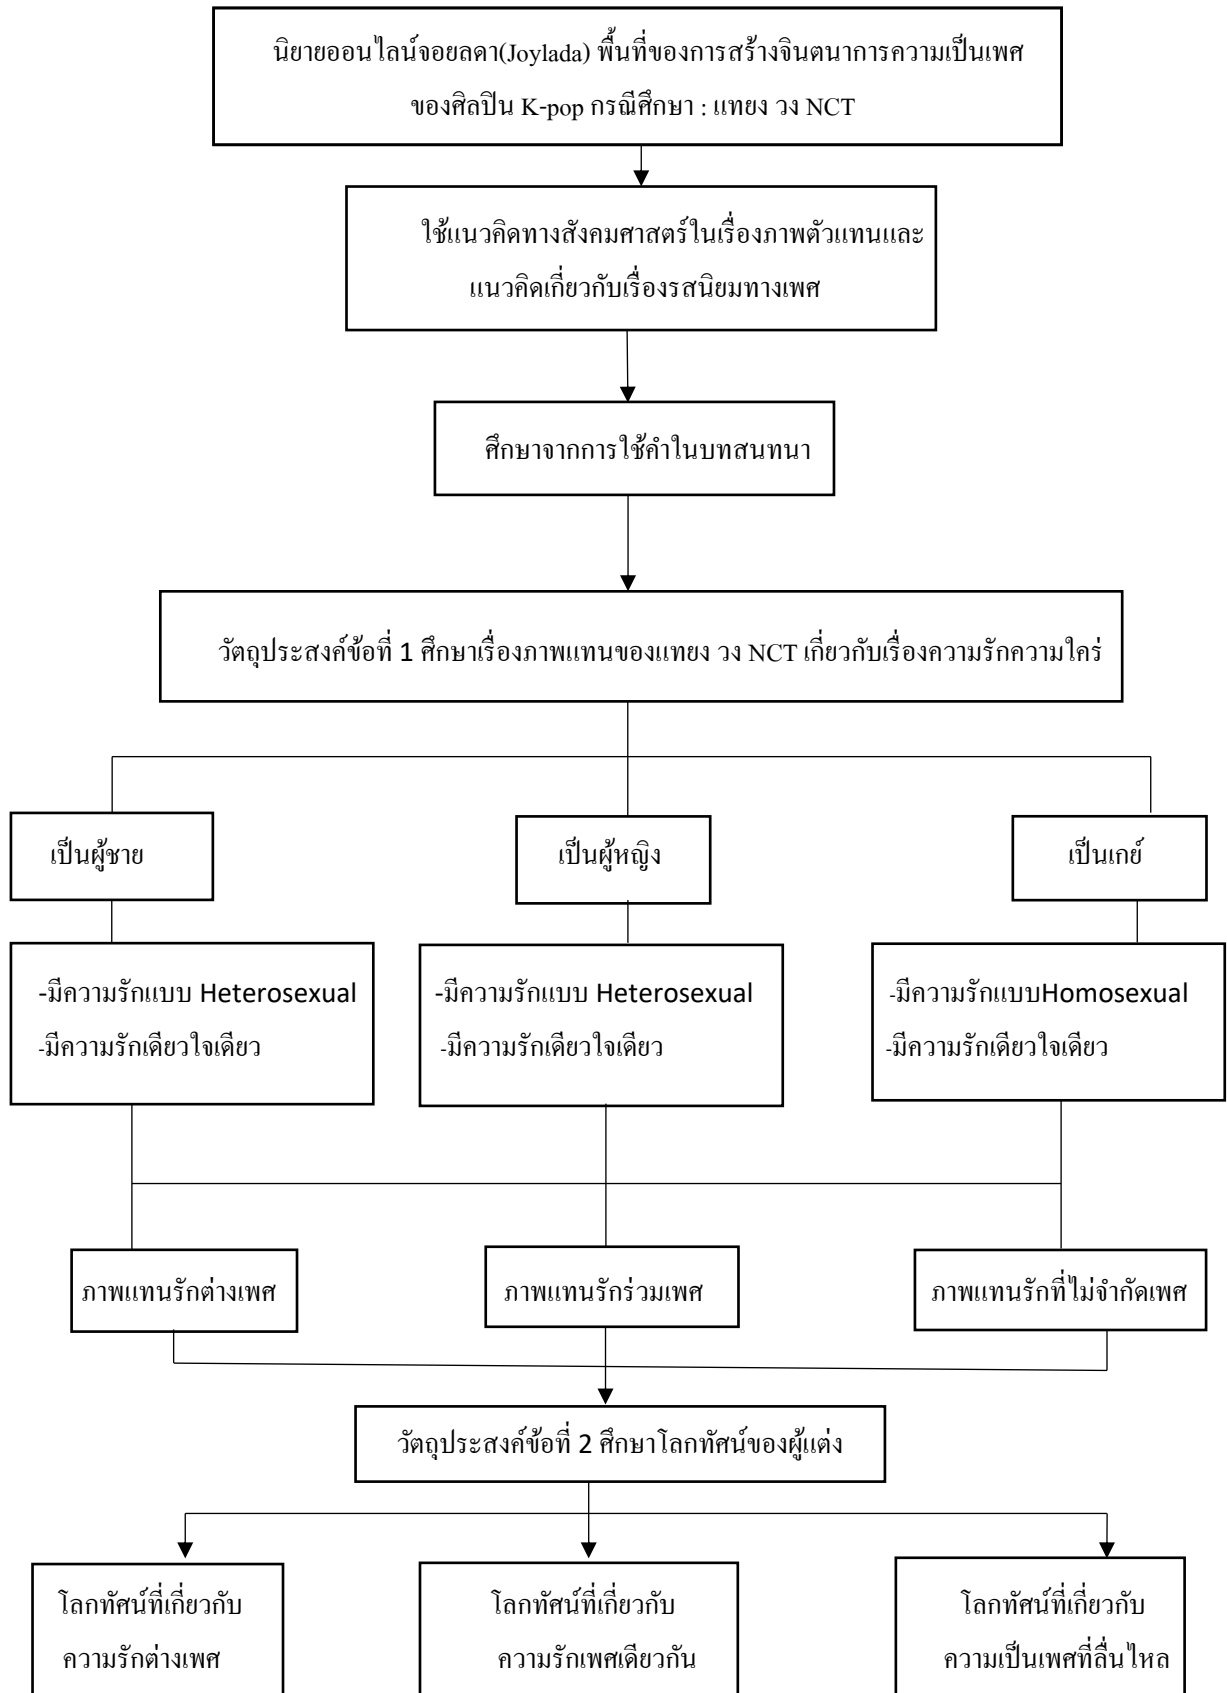 นิยายออนไลน์จอยลดา(Joylada) พื้นที่ของการสร้างจินตนาการความเป็นเพศ
ของศิลปิน K-pop กรณีศึกษา : แทยง วง NCT
ใช้แนวคิดทางสังคมศาสตร์ในเรื่องภาพตัวแทนและ
แนวคิดเกี่ยวกับเรื่องรสนิยมทางเพศ
ศึกษาจากการใช้คำในบทสนทนา
วัตถุประสงค์ข้อที่ 1 ศึกษาเรื่องภาพแทนของแทยง วง NCT เกี่ยวกับเรื่องความรักความใคร่
เป็นผู้ชาย
เป็นผู้หญิง
เป็นเกย์
-มีความรักแบบ Heterosexual
-มีความรักเดียวใจเดียว
-มีความรักแบบ Heterosexual
-มีความรักเดียวใจเดียว
-มีความรักแบบHomosexual
-มีความรักเดียวใจเดียว
ภาพแทนรักต่างเพศ
ภาพแทนรักร่วมเพศ
ภาพแทนรักที่ไม่จำกัดเพศ
วัตถุประสงค์ข้อที่ 2 ศึกษาโลกทัศน์ของผู้แต่ง
โลกทัศน์ที่เกี่ยวกับ
ความรักต่างเพศ
โลกทัศน์ที่เกี่ยวกับ
ความรักเพศเดียวกัน
โลกทัศน์ที่เกี่ยวกับ
ความเป็นเพศที่ลื่นไหล